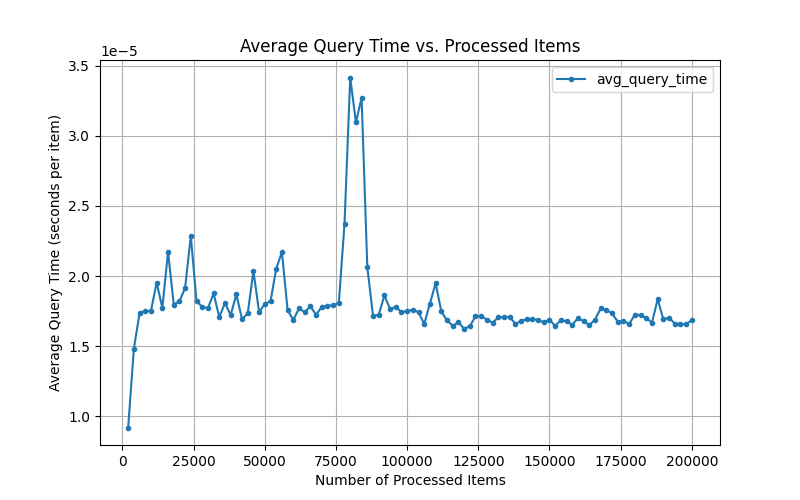 Average Query Time vs. Processed Items
1e−5
avg_query_time
3.5
3.0
2.5
2.0
1.5
1.0
Average Query Time (seconds per item)
0 25000 50000 75000 100000 125000 150000 175000 200000
Number of Processed Items